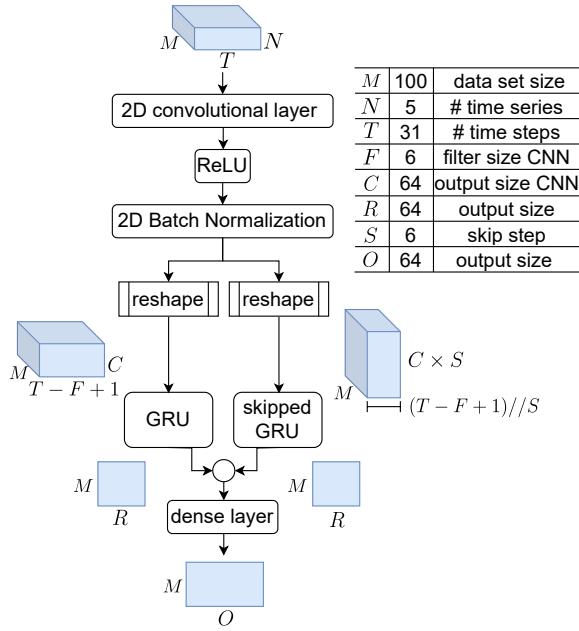 M
N
T
2D convolutional layer
ReLU
2D Batch Normalization
reshape
reshape
M
C
T − F + 1
C × S
M
(T − F + 1)//S
GRU
skipped
GRU
M
R
M
R
dense layer
M
O
M 100 data set size
N 5 # time series
T 31 # time steps
F 6 filter size CNN
C 64 output size CNN
R 64 output size
S 6 skip step
O 64 output size